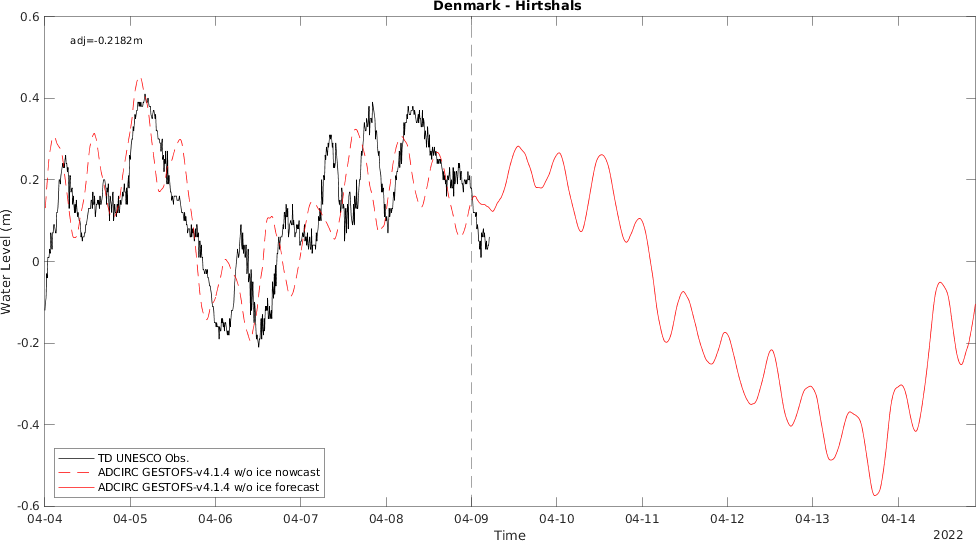 Denmark - Hirtshals
adj=-0.2182m
0.6
0.4
0.2
0
-0.2
-0.4
-0.6
Water Level (m)
TD UNESCO Obs.
ADCIRC GESTOFS-v4.1.4 w/o ice nowcast
ADCIRC GESTOFS-v4.1.4 w/o ice forecast
04-04 04-05 04-06 04-07 04-08 04-09 04-10 04-11 04-12 04-13 04-14
Time
2022